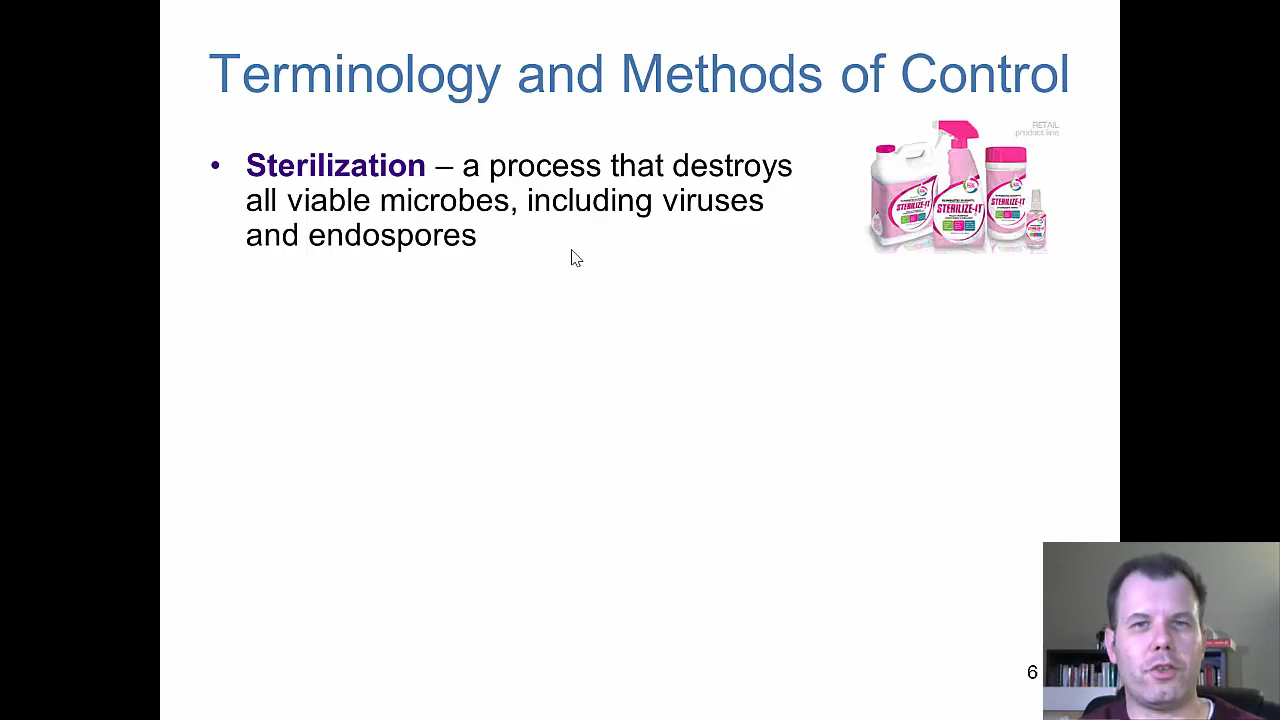 Terminology and Methods of Control
RETAIL
product line
• Sterilization – a process that destroys
all viable microbes, including viruses
and endospores
STERILIZE-IT
STERILIZE-IT
STERILIZE-IT
6